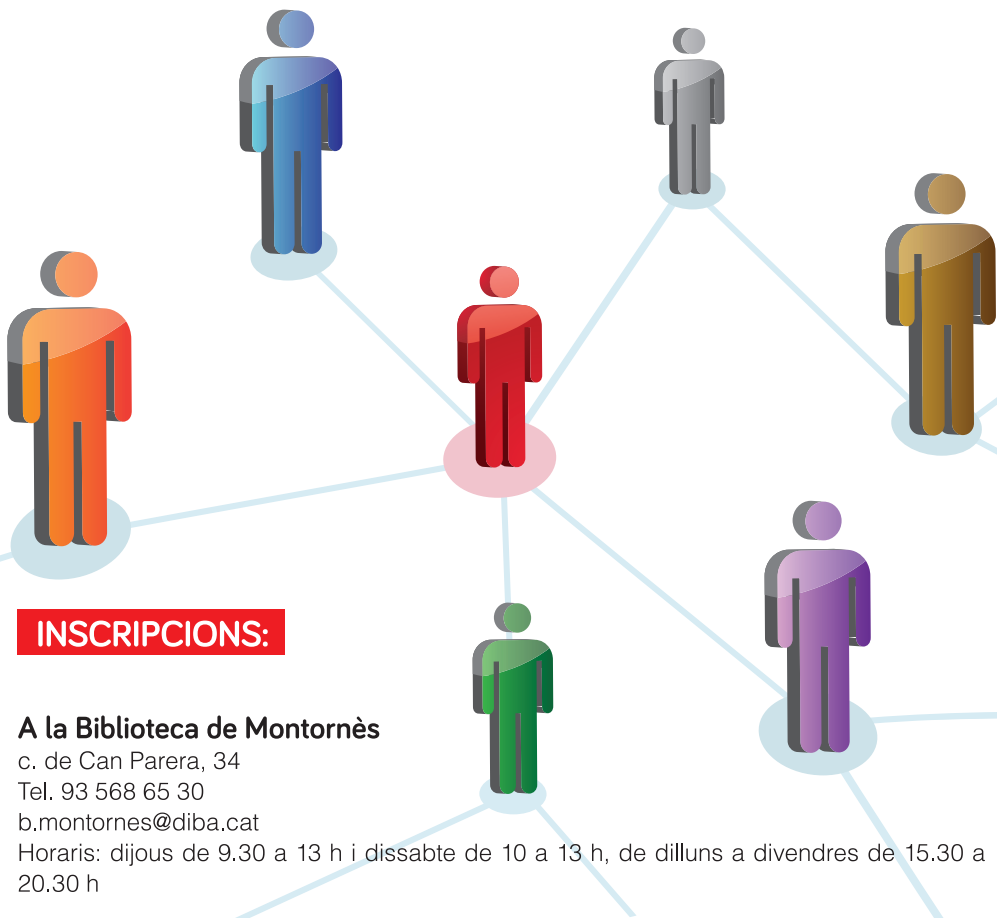 INSCRIPCIONS:
A la Biblioteca de Montornès
c. de Can Parera, 34
Tel. 93 568 65 30
b.montornes@diba.cat
Horaris: dijous de 9.30 a 13 h i dissabte de 10 a 13 h, de dilluns a divendres de 15.30 a
20.30 h